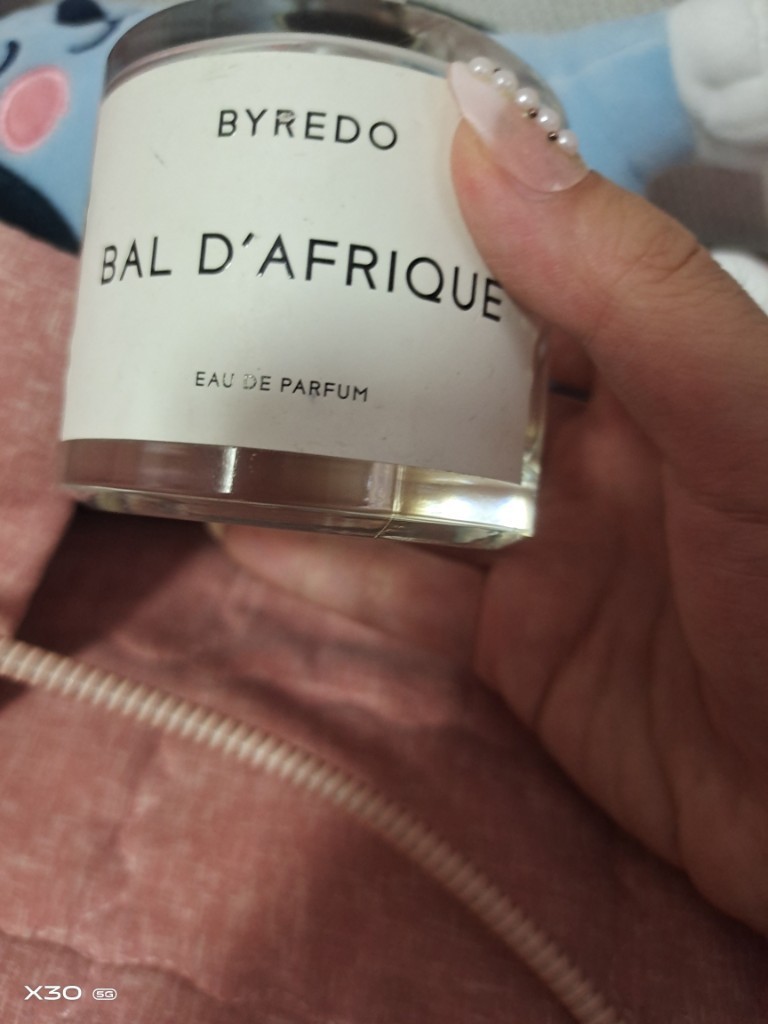 BYREDO
BAL D'AFRIQUE
EAU DE PARFUM
X30 5G